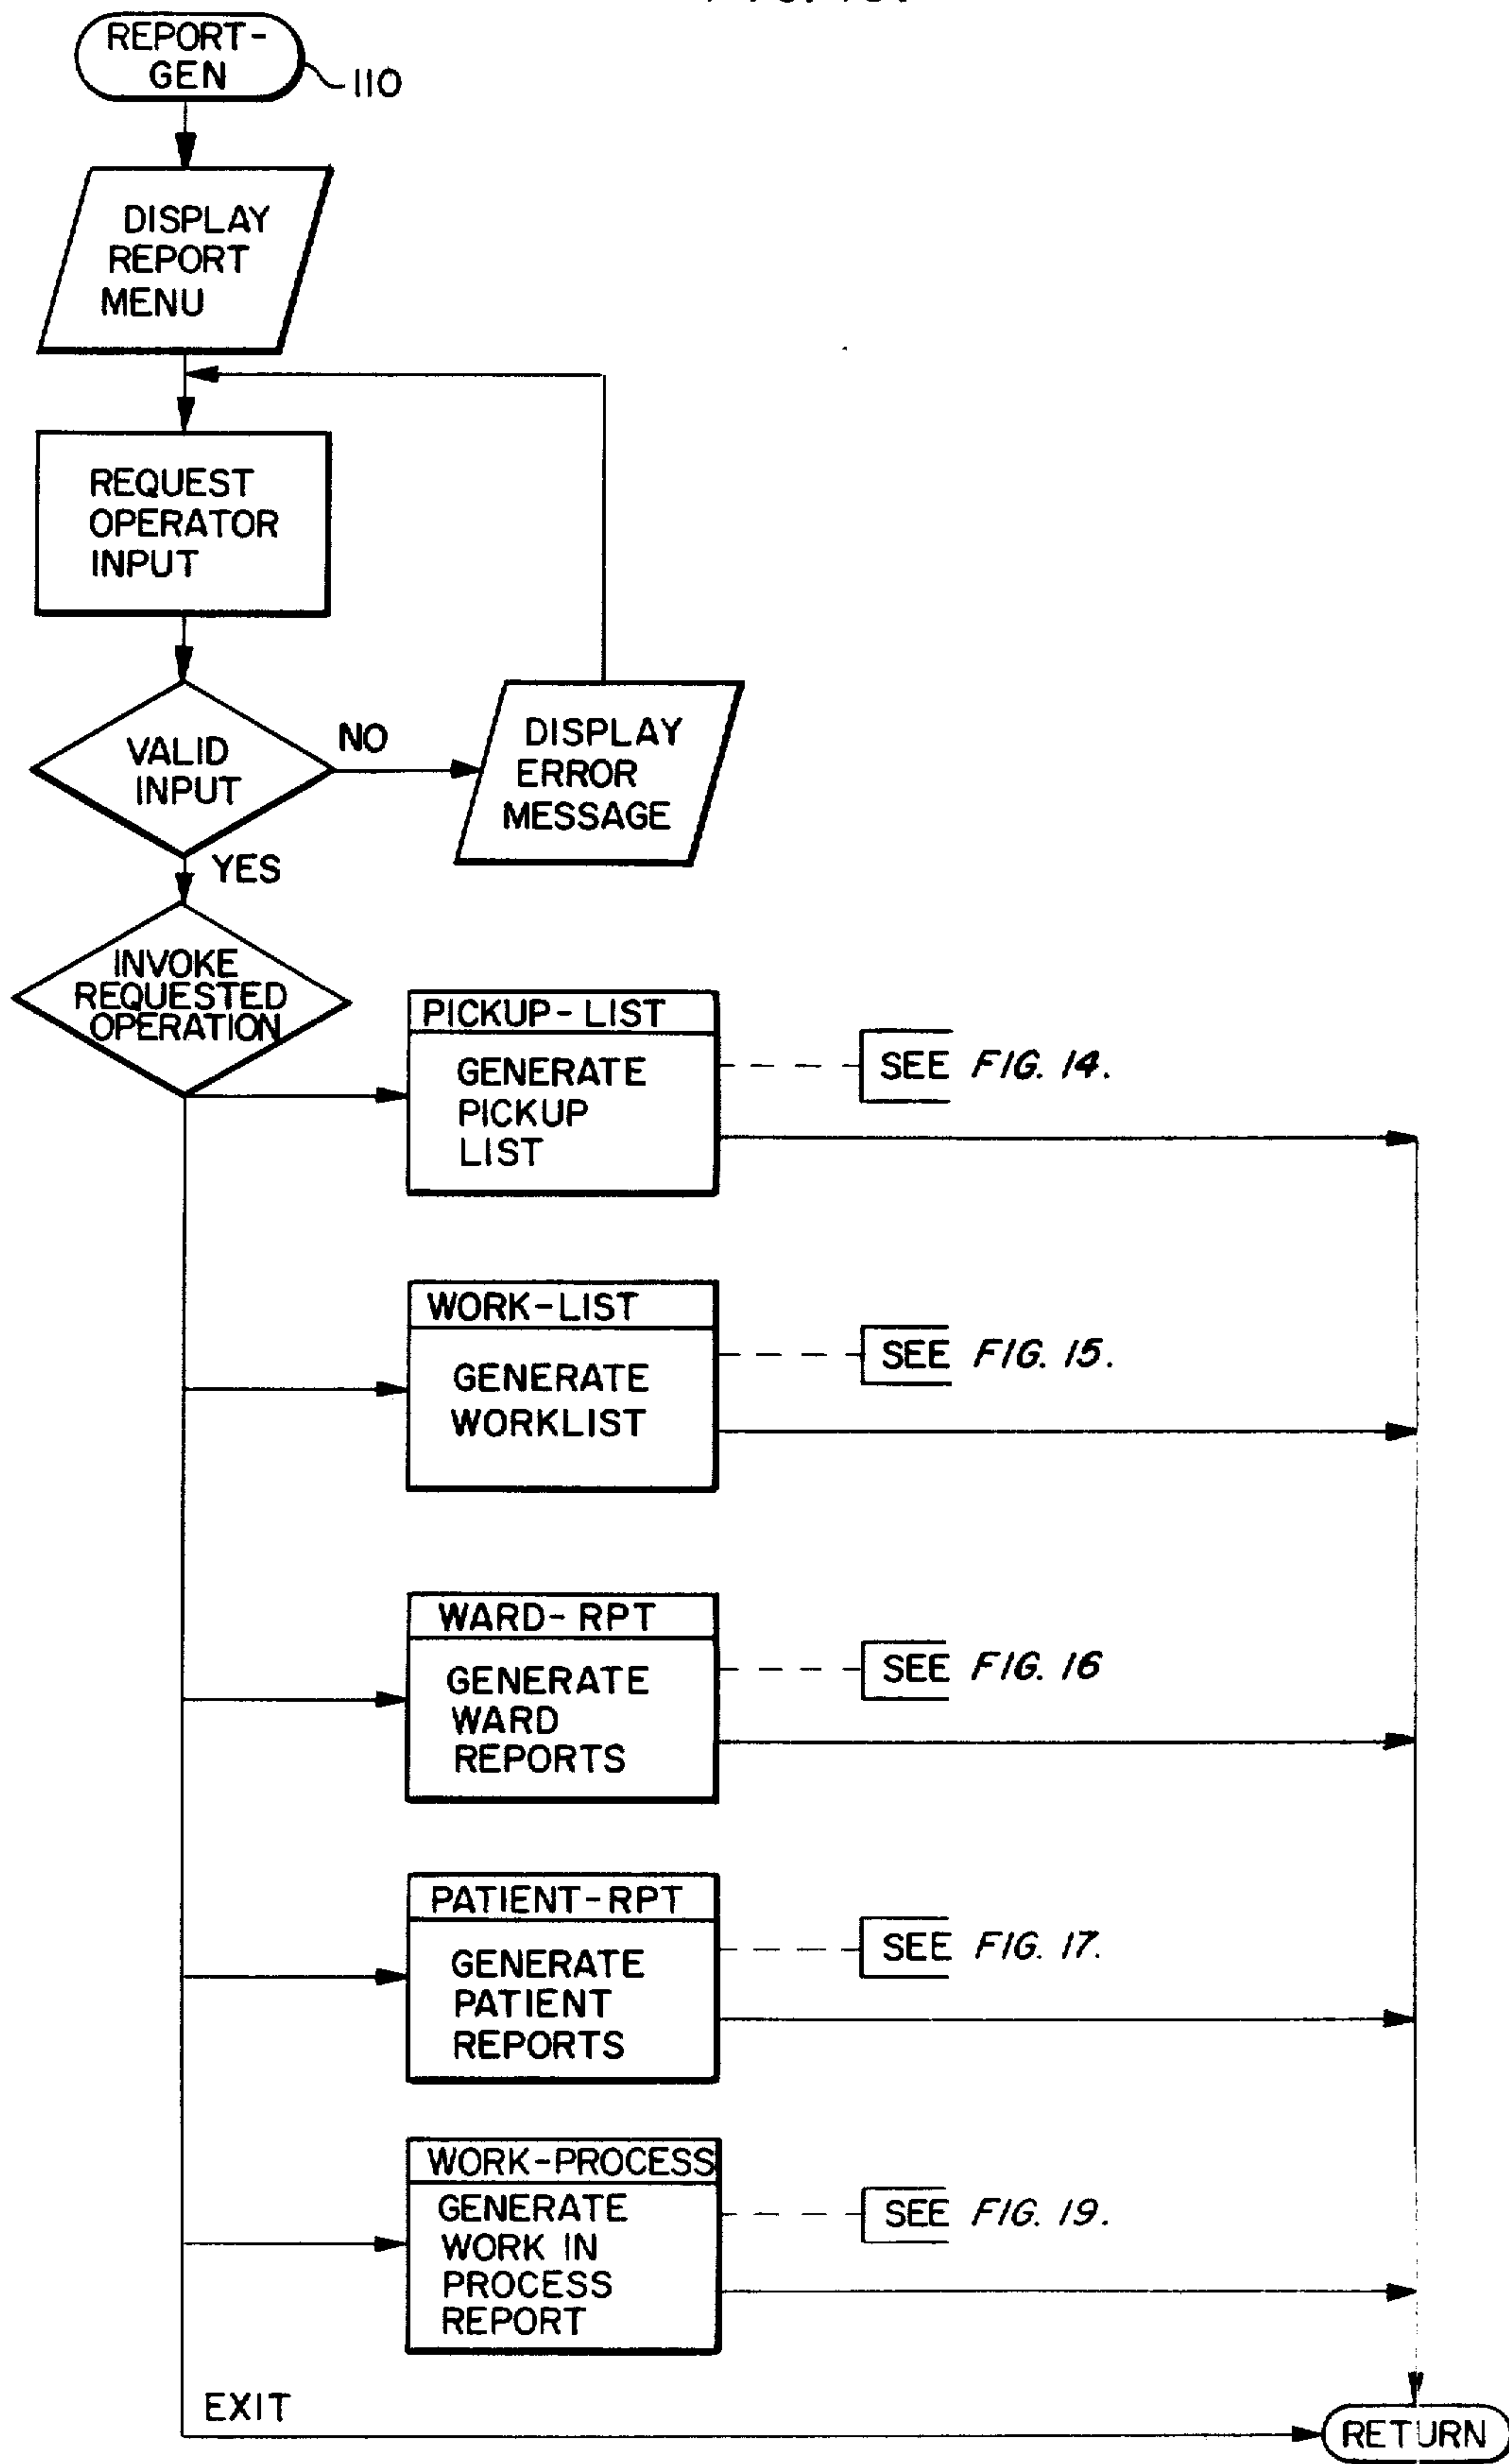 REPORT-
GEN
110
DISPLAY
REPORT
MENU
REQUEST
OPERATOR
INPUT
VALID
INPUT
NO
DISPLAY
ERROR
MESSAGE
YES
INVOKE
REQUESTED
OPERATION
PICKUP-LIST
GENERATE
PICKUP
LIST
SEE FIG. 14.
WORK-LIST
GENERATE
WORKLIST
SEE FIG. 15.
WARD-RPT
GENERATE
WARD
REPORTS
SEE FIG. 16
PATIENT-RPT
GENERATE
PATIENT
REPORTS
SEE FIG. 17.
WORK-PROCESS
GENERATE
WORK IN
PROCESS
REPORT
SEE FIG. 19.
EXIT
RETURN